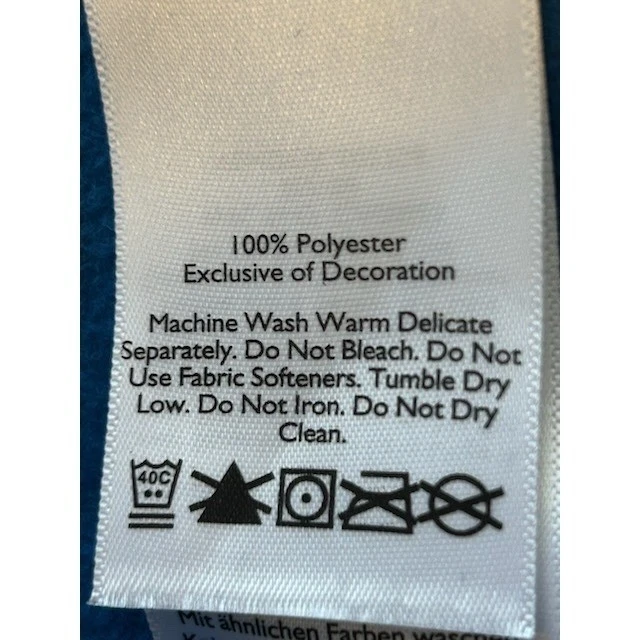 100% Polyester
Exclusive of Decoration
Machine Wash Warm Delicate
Separately. Do Not Bleach. Do Not
Use Fabric Softeners. Tumble Dry
Low. Do Not Iron. Do Not Dry
Clean.
40C
Mit ähnlichen Farben waschen